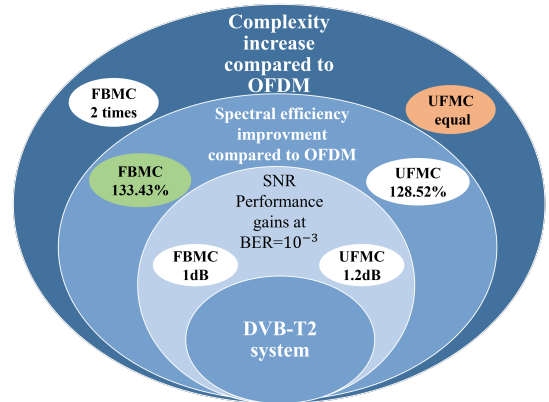 Complexity
increase
compared to
OFDM
FBMC
2 times
UFMC
equal
Spectral efficiency
improvment
compared to OFDM
FBMC
133.43%
UFMC
128.52%
SNR
Performance
gains at
BER=10⁻³
FBMC
1dB
UFMC
1.2dB
DVB-T2
system